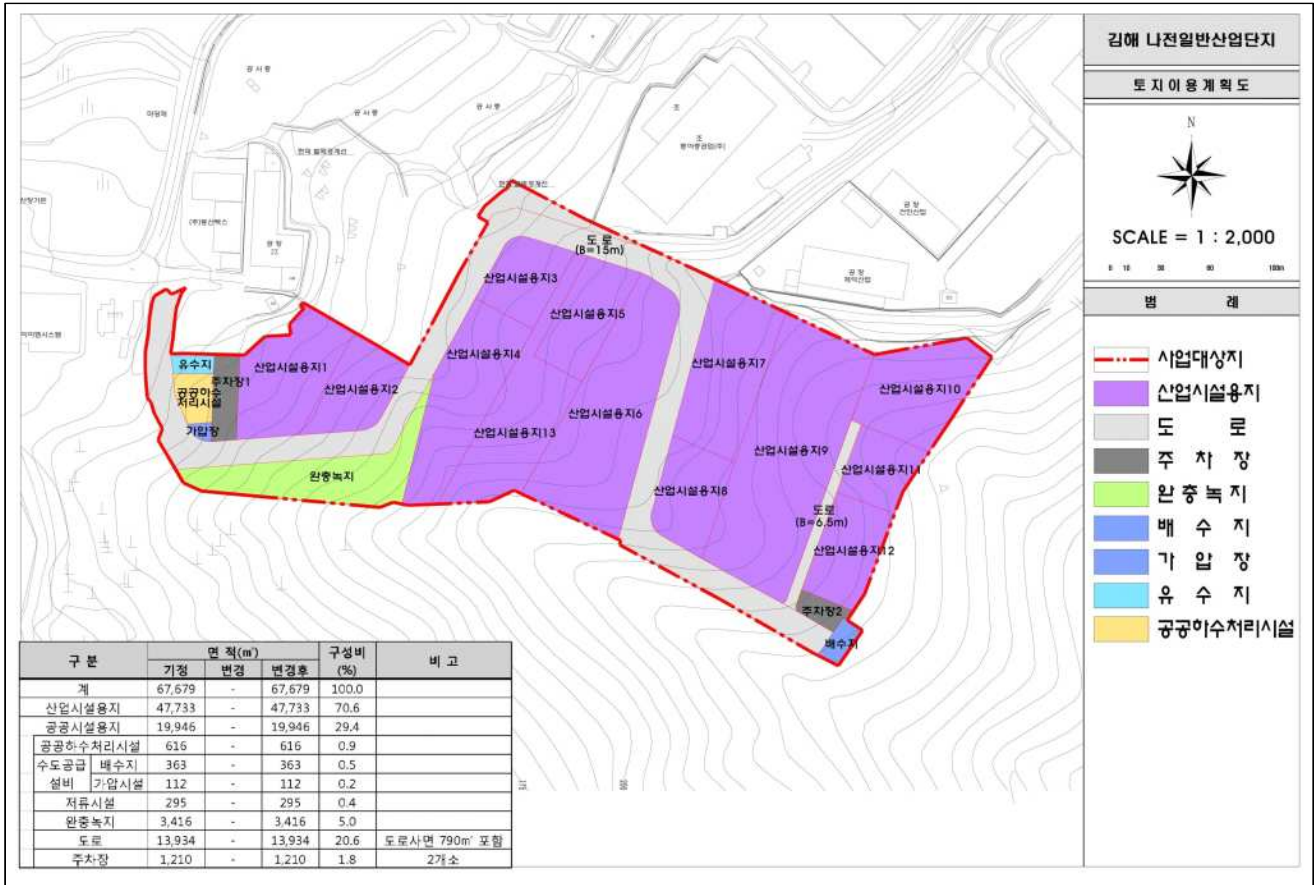 김해 나전일반산업단지
토지이용계획도
N
SCALE = 1 : 2,000
0 10 30 60 100m
범 례
사업대상지
산업시설용지
도 로
주 차 장
완 충 녹 지
배 수 지
가 압 장
유 수 지
공공하수처리시설
공사중
공사중
공사중
도로
(B=15m)
산업시설용지3
산업시설용지5
산업시설용지4
산업시설용지7
유수지
주차장1
산업시설용지1
산업시설용지2
공공하수
처리시설
가압장
산업시설용지6
산업시설용지13
산업시설용지10
산업시설용지9
산업시설용지11
산업시설용지8
완충녹지
도로
(B=6.5m)
산업시설용지12
주차장2
배수지
구 분 면 적(㎡) 구성비 (%) 비 고
기정 변경 변경후
계 67,679 - 67,679 100.0
산업시설용지 47,733 - 47,733 70.6
공공시설용지 19,946 - 19,946 29.4
공공하수처리시설 616 - 616 0.9
수도공급 설비 배수지 363 - 363 0.5
가압시설 112 - 112 0.2
저류시설 295 - 295 0.4
완충녹지 3,416 - 3,416 5.0
도로 13,934 - 13,934 20.6 도로사면 790㎡ 포함
주차장 1,210 - 1,210 1.8 2개소